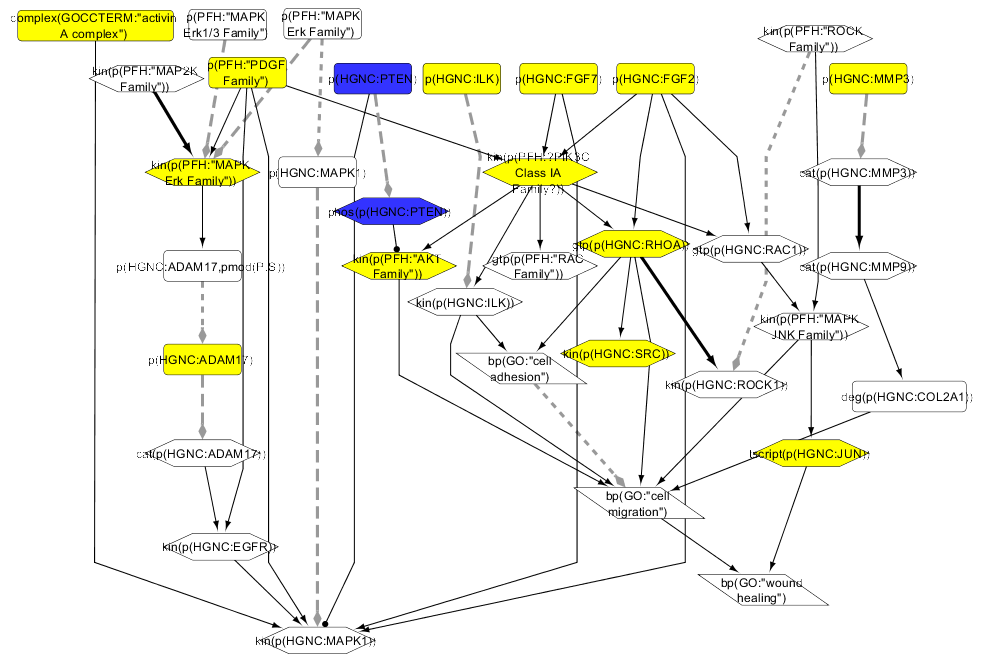 complex(GOCCTERM:"activin
A complex")
p(PFH:"MAPK
Erk1/3 Family")
p(PFH:"MAPK
Erk Family")
kin(p(PFH:"ROCK
Family"))
kin(p(PFH:"MAP2K
Family"))
p(PFH:"PDGF
Family")
p(HGNC:PTEN)
p(HGNC:ILK)
p(HGNC:FGF7)
p(HGNC:FGF2)
p(HGNC:MMP3)
kin(p(PFH:"MAPK
Erk Family"))
p(HGNC:MAPK1)
kin(p(PFH:?PIK3C
Class IA
Family?))
cat(p(HGNC:MMP3))
phos(p(HGNC:PTEN))
p(HGNC:ADAM17,pmod(P,S))
kin(p(PFH:"AKT
Family"))
gtp(p(PFH:"RAC
Family"))
gtp(p(HGNC:RHOA))
gtp(p(HGNC:RAC1))
cat(p(HGNC:MMP9))
kin(p(HGNC:ILK))
kin(p(PFH:"MAPK
JNK Family"))
p(HGNC:ADAM17)
bp(GO:"cell
adhesion")
kin(p(HGNC:SRC))
kin(p(HGNC:ROCK1))
deg(p(HGNC:COL2A1))
cat(p(HGNC:ADAM17))
tscript(p(HGNC:JUN))
bp(GO:"cell
migration")
kin(p(HGNC:EGFR))
bp(GO:"wound
healing")
kin(p(HGNC:MAPK1))